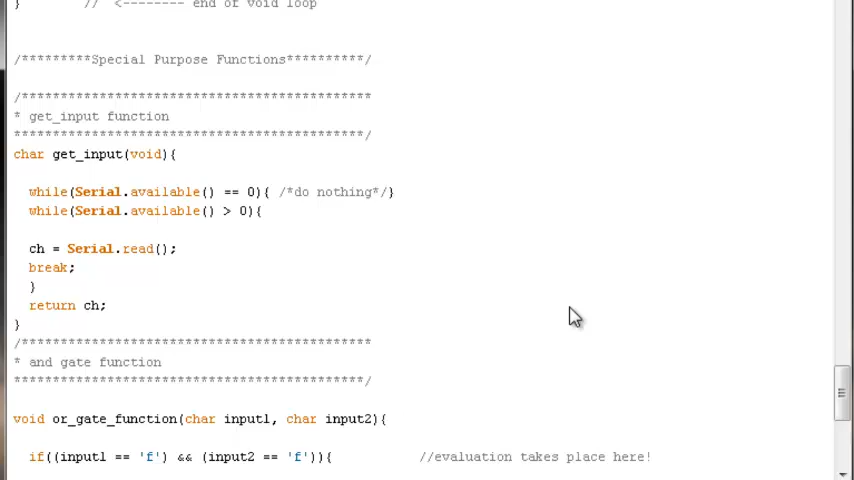 }        //  <-------- end of void loop
/*********Special Purpose Functions**********/
/*********************************************
* get_input function
*********************************************/
char get_input(void){
while(Serial.available() == 0){ /*do nothing*/}
while(Serial.available() > 0){
ch = Serial.read();
break;
}
return ch;
}
/*********************************************
* and gate function
*********************************************/
void or_gate_function(char input1, char input2){
if((input1 == 'f') && (input2 == 'f')){           //evaluation takes place here!